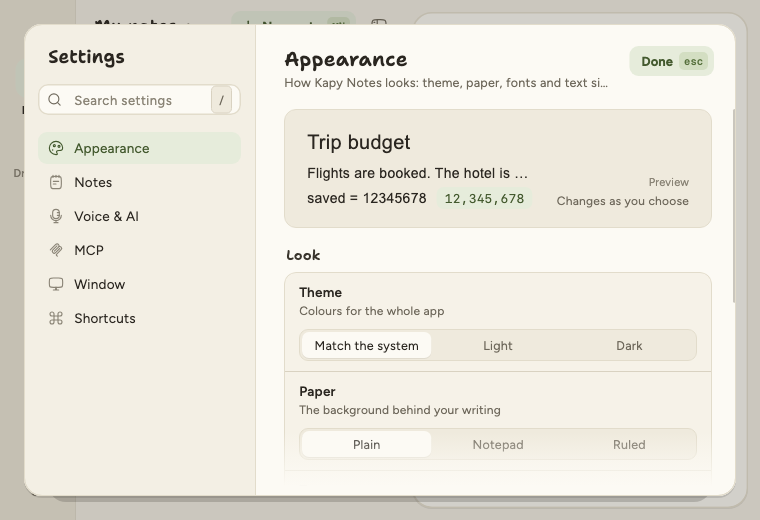 Settings
Search settings /
Appearance
Notes
Voice & AI
MCP
Window
Shortcuts
Appearance
How Kapy Notes looks: theme, paper, fonts and text si…
Done esc
Trip budget
Flights are booked. The hotel is …
saved = 12345678 12,345,678
Preview
Changes as you choose
Look
Theme
Colours for the whole app
Match the system Light Dark
Paper
The background behind your writing
Plain Notepad Ruled